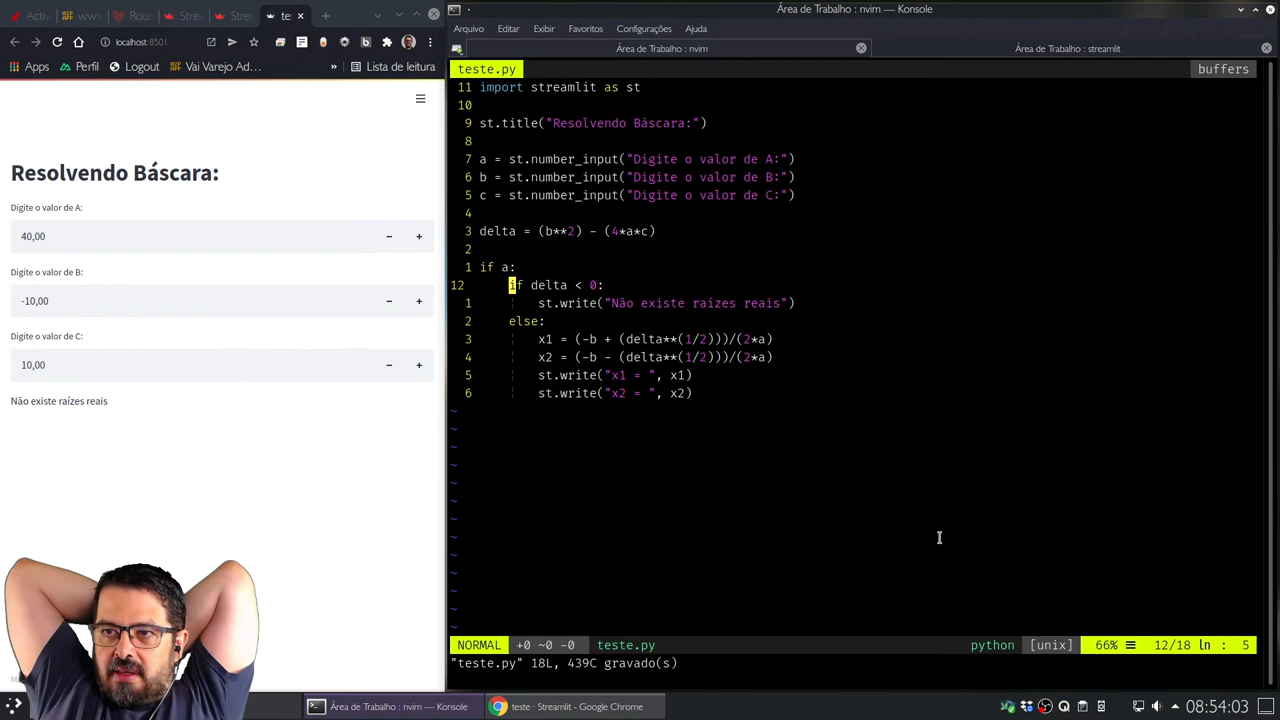 Activ
www
Rout
Stre
Stre
te
localhost:8501
Apps
Perfil
Logout
Vai Varejo Ad...
»
Lista de leitura
Resolvendo Báscara:
Digite o valor de A:
40,00
− +
Digite o valor de B:
-10,00
− +
Digite o valor de C:
10,00
− +
Não existe raízes reais
Área de Trabalho : nvim — Konsole
Arquivo Editar Exibir Favoritos Configurações Ajuda
Área de Trabalho : nvim
Área de Trabalho : streamlit
teste.py
buffers
11 import streamlit as st
10
9 st.title("Resolvendo Báscara:")
8
7 a = st.number_input("Digite o valor de A:")
6 b = st.number_input("Digite o valor de B:")
5 c = st.number_input("Digite o valor de C:")
4
3 delta = (b**2) - (4*a*c)
2
1 if a:
12 if delta < 0:
1 st.write("Não existe raízes reais")
2 else:
3 x1 = (-b + (delta**(1/2)))/(2*a)
4 x2 = (-b - (delta**(1/2)))/(2*a)
5 st.write("x1 = ", x1)
6 st.write("x2 = ", x2)
~
~
~
~
~
~
~
~
~
~
~
~
~
NORMAL +0 ~0 -0 teste.py python [unix] 66% ☰ 12/18 ln : 5
"teste.py" 18L, 439C gravado(s)
Área de Trabalho : nvim — Konsole
teste · Streamlit - Google Chrome
08:54:03